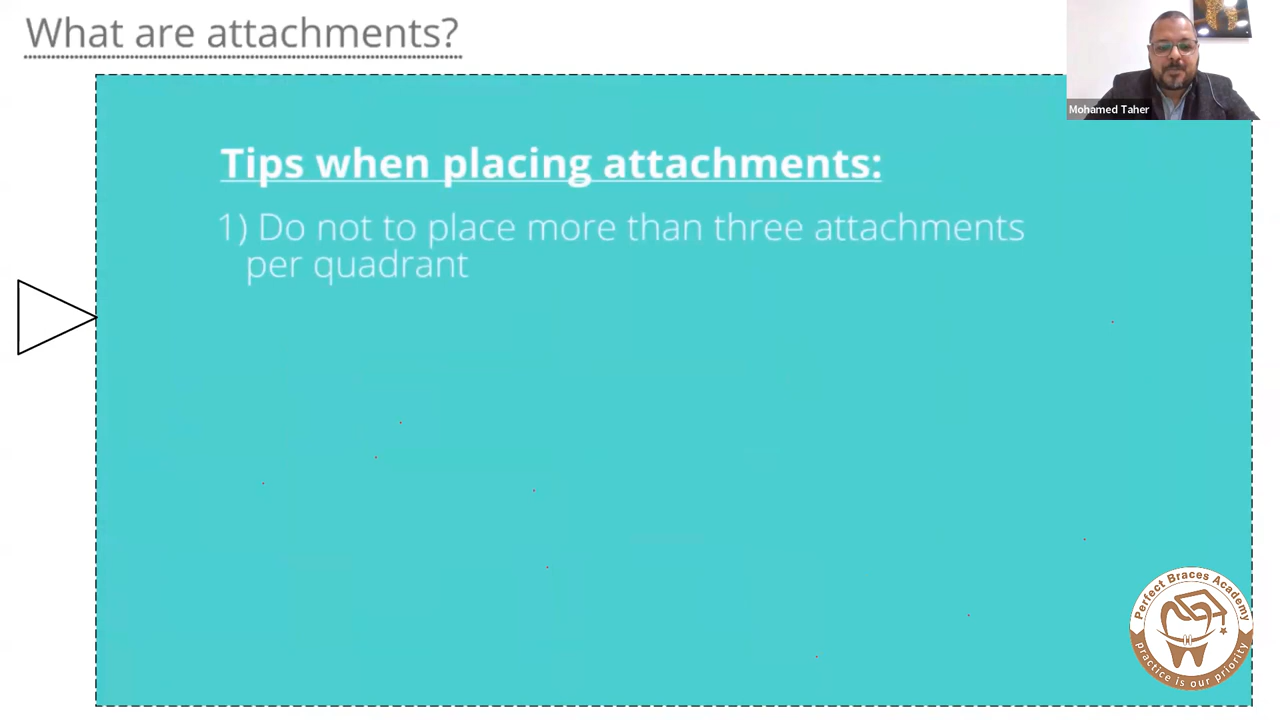 What are attachments?
Mohamed Taher
Tips when placing attachments:
1) Do not to place more than three attachments
per quadrant
Perfect Braces Academy
practice is our priority